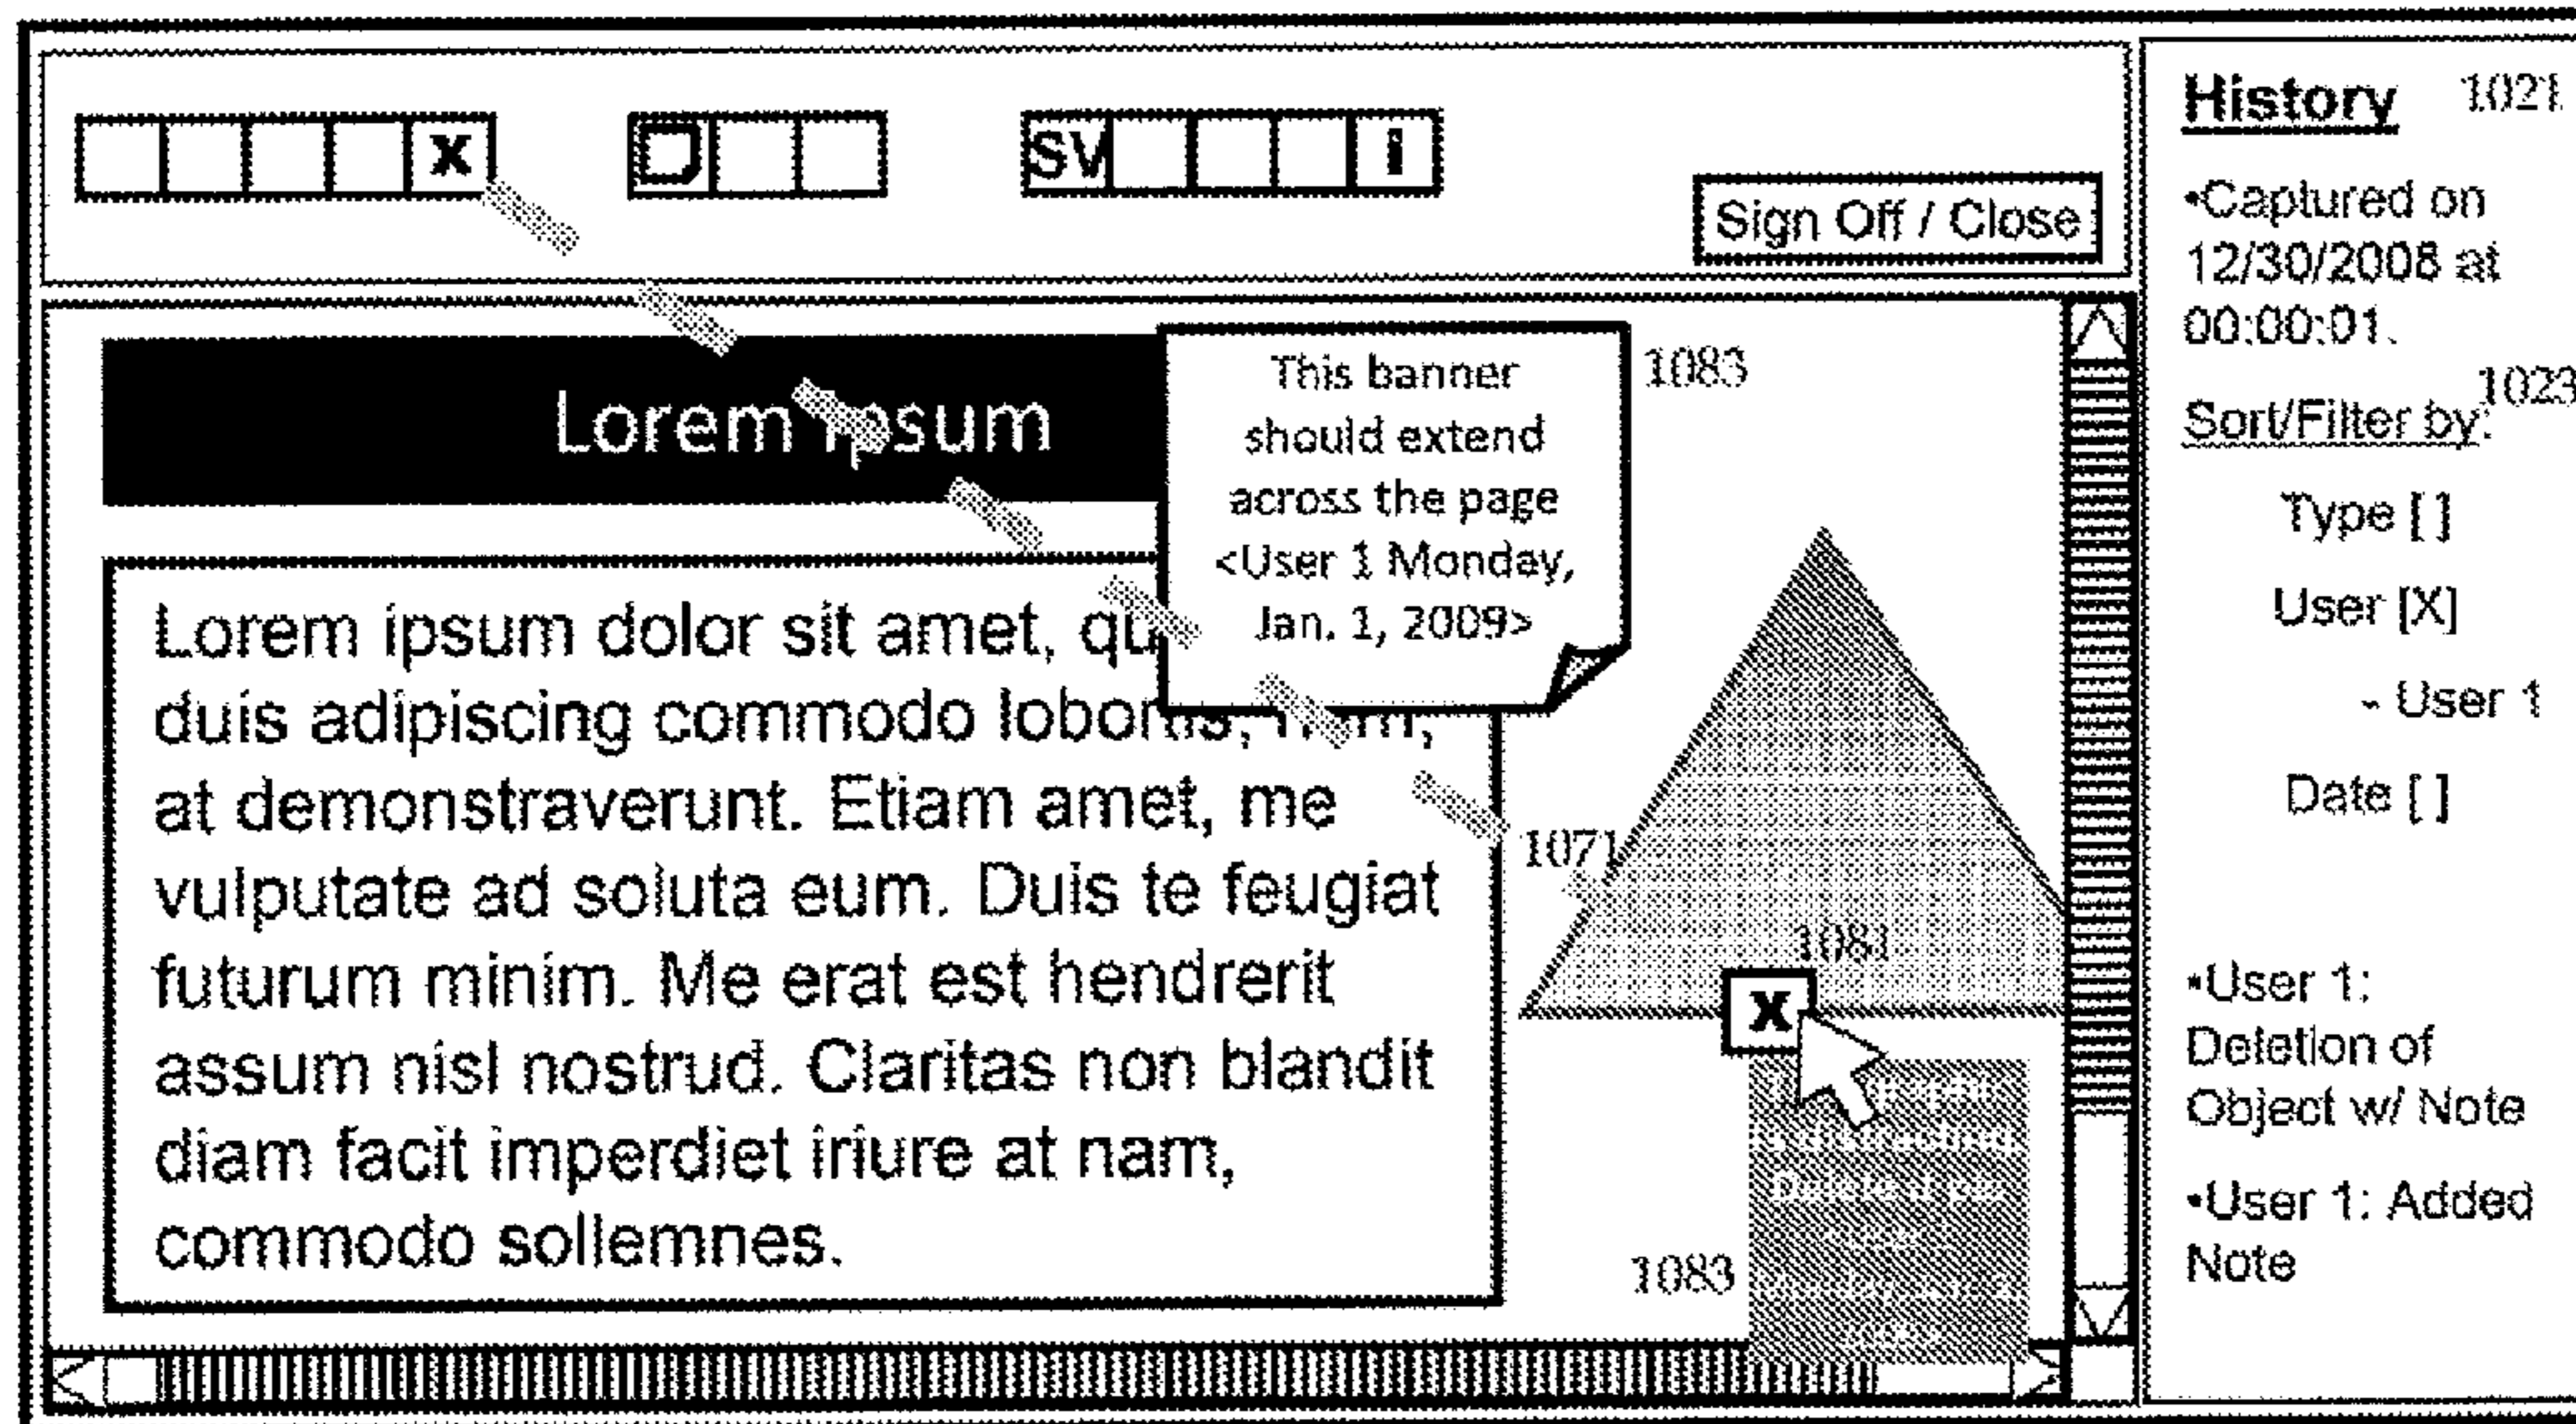 X
SV
i
Sign Off / Close
Lorem Ipsum
This banner
should extend
across the page
<User 1 Monday,
Jan. 1, 2009>
1083
Lorem ipsum dolor sit amet, qu
duis adipiscing commodo lobortis,
at demonstraverunt. Etiam amet, me
vulputate ad soluta eum. Duis te feugiat
futurum minim. Me erat est hendrerit
assum nisl nostrud. Claritas non blandit
diam facit imperdiet iriure at nam,
commodo sollemnes.
1071
1081
X
1083
History 1021
•Captured on
12/30/2008 at
00:00:01.
1023
Sort/Filter by:
Type [ ]
User [X]
- User 1
Date [ ]
•User 1:
Deletion of
Object w/ Note
•User 1: Added
Note